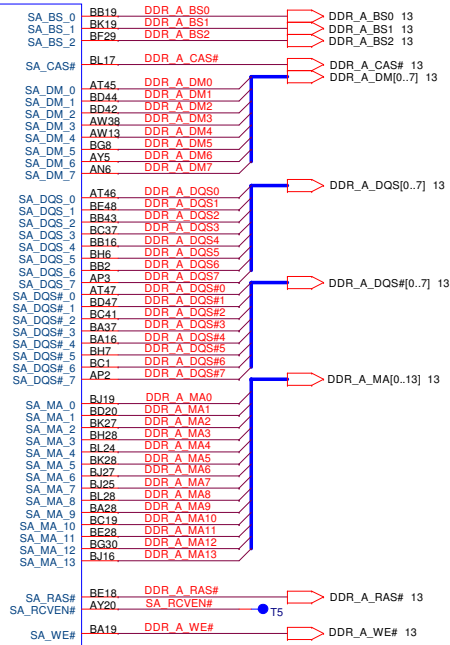 SA_BS_0 BB19 DDR_A_BS0 DDR_A_BS0 13
SA_BS_1 BK19 DDR_A_BS1 DDR_A_BS1 13
SA_BS_2 BF29 DDR_A_BS2 DDR_A_BS2 13
SA_CAS# BL17 DDR_A_CAS# DDR_A_CAS# 13
DDR_A_DM[0..7] 13
SA_DM_0 AT45 DDR_A_DM0
SA_DM_1 BD44 DDR_A_DM1
SA_DM_2 BD42 DDR_A_DM2
SA_DM_3 AW38 DDR_A_DM3
SA_DM_4 AW13 DDR_A_DM4
SA_DM_5 BG8 DDR_A_DM5
SA_DM_6 AY5 DDR_A_DM6
SA_DM_7 AN6 DDR_A_DM7
DDR_A_DQS[0..7] 13
SA_DQS_0 AT46 DDR_A_DQS0
SA_DQS_1 BE48 DDR_A_DQS1
SA_DQS_2 BB43 DDR_A_DQS2
SA_DQS_3 BC37 DDR_A_DQS3
SA_DQS_4 BB16 DDR_A_DQS4
SA_DQS_5 BH6 DDR_A_DQS5
SA_DQS_6 BB2 DDR_A_DQS6
SA_DQS_7 AP3 DDR_A_DQS7
DDR_A_DQS#[0..7] 13
SA_DQS#_0 AT47 DDR_A_DQS#0
SA_DQS#_1 BD47 DDR_A_DQS#1
SA_DQS#_2 BC41 DDR_A_DQS#2
SA_DQS#_3 BA37 DDR_A_DQS#3
SA_DQS#_4 BA16 DDR_A_DQS#4
SA_DQS#_5 BH7 DDR_A_DQS#5
SA_DQS#_6 BC1 DDR_A_DQS#6
SA_DQS#_7 AP2 DDR_A_DQS#7
DDR_A_MA[0..13] 13
SA_MA_0 BJ19 DDR_A_MA0
SA_MA_1 BD20 DDR_A_MA1
SA_MA_2 BK27 DDR_A_MA2
SA_MA_3 BH28 DDR_A_MA3
SA_MA_4 BL24 DDR_A_MA4
SA_MA_5 BK28 DDR_A_MA5
SA_MA_6 BJ27 DDR_A_MA6
SA_MA_7 BJ25 DDR_A_MA7
SA_MA_8 BL28 DDR_A_MA8
SA_MA_9 BA28 DDR_A_MA9
SA_MA_10 BC19 DDR_A_MA10
SA_MA_11 BE28 DDR_A_MA11
SA_MA_12 BG30 DDR_A_MA12
SA_MA_13 BJ16 DDR_A_MA13
SA_RAS# BE18 DDR_A_RAS# DDR_A_RAS# 13
SA_RCVEN# AY20 SA_RCVEN# T5
SA_WE# BA19 DDR_A_WE# DDR_A_WE# 13